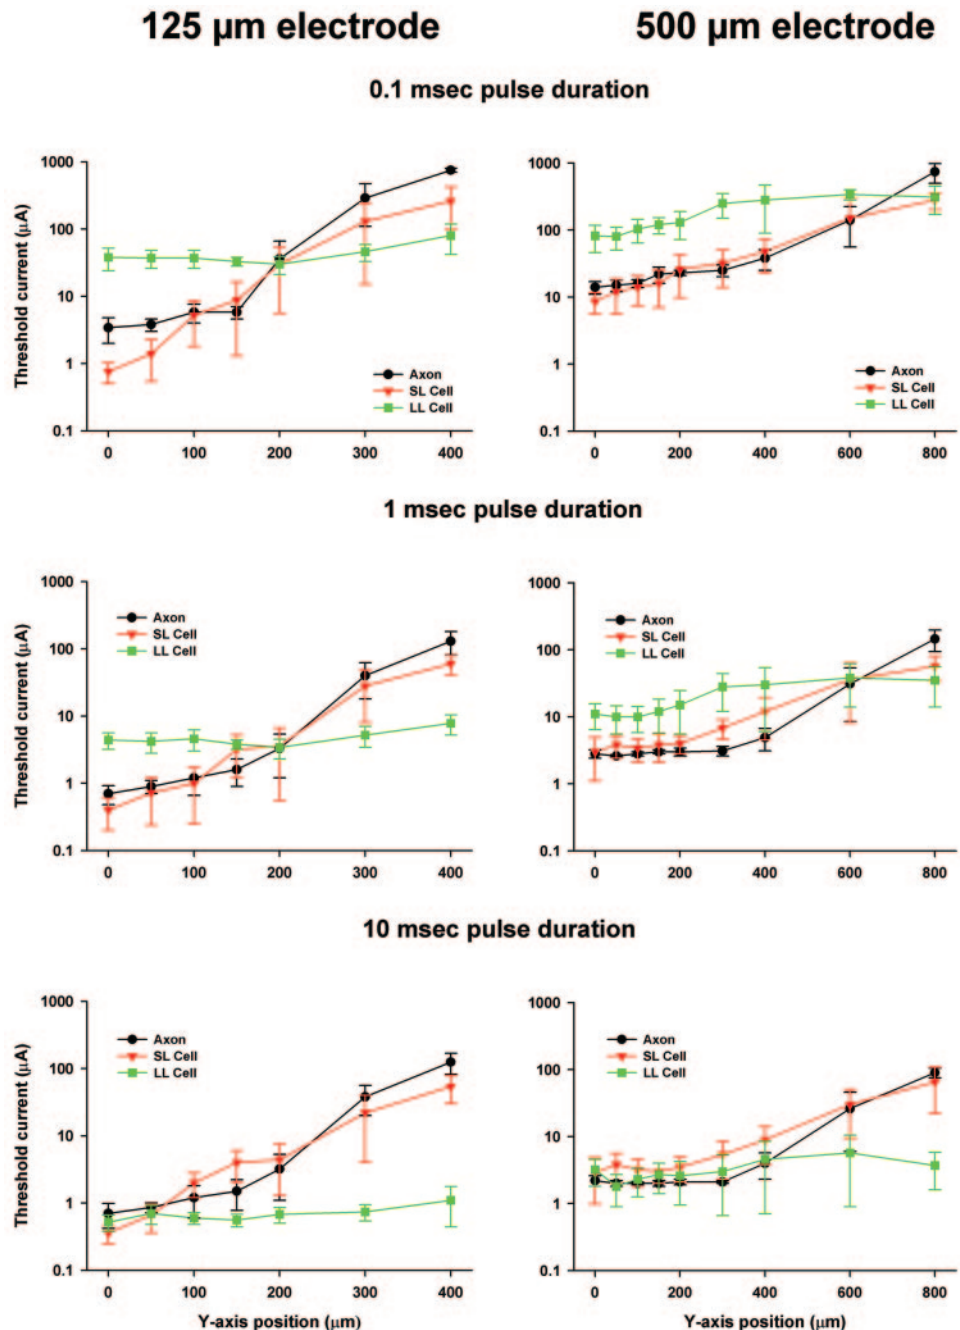 125 µm electrode 500 µm electrode
0.1 msec pulse duration
Threshold current (µA)
1000
100
10
1
0.1
Axon
SL Cell
LL Cell
0 100 200 300 400
1000
100
10
1
0.1
Axon
SL Cell
LL Cell
0 200 400 600 800
1 msec pulse duration
Threshold current (µA)
1000
100
10
1
0.1
Axon
SL Cell
LL Cell
0 100 200 300 400
1000
100
10
1
0.1
Axon
SL Cell
LL Cell
0 200 400 600 800
10 msec pulse duration
Threshold current (µA)
1000
100
10
1
0.1
Axon
SL Cell
LL Cell
0 100 200 300 400
Y-axis position (µm)
1000
100
10
1
0.1
Axon
SL Cell
LL Cell
0 200 400 600 800
Y-axis position (µm)